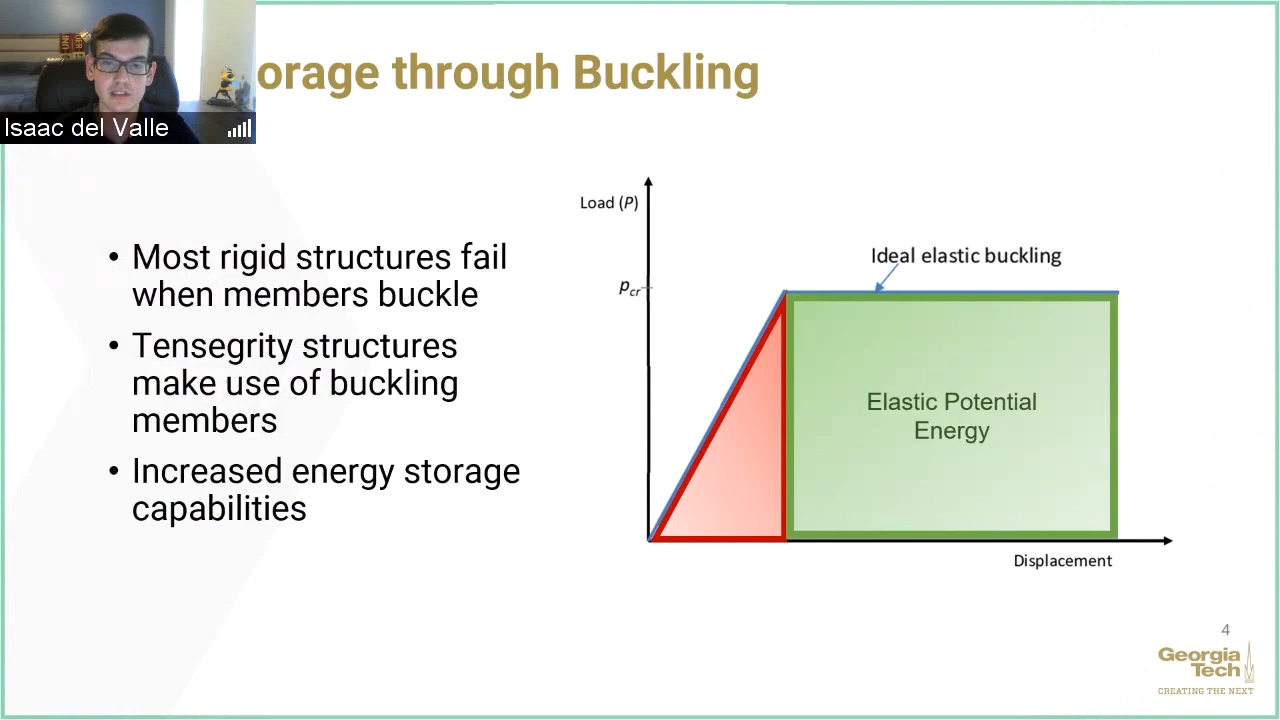 orage through Buckling
Isaac del Valle
• Most rigid structures fail
when members buckle
• Tensegrity structures
make use of buckling
members
• Increased energy storage
capabilities
Load (P)
Ideal elastic buckling
Pcr
Elastic Potential
Energy
Displacement
4
Georgia
Tech
CREATING THE NEXT